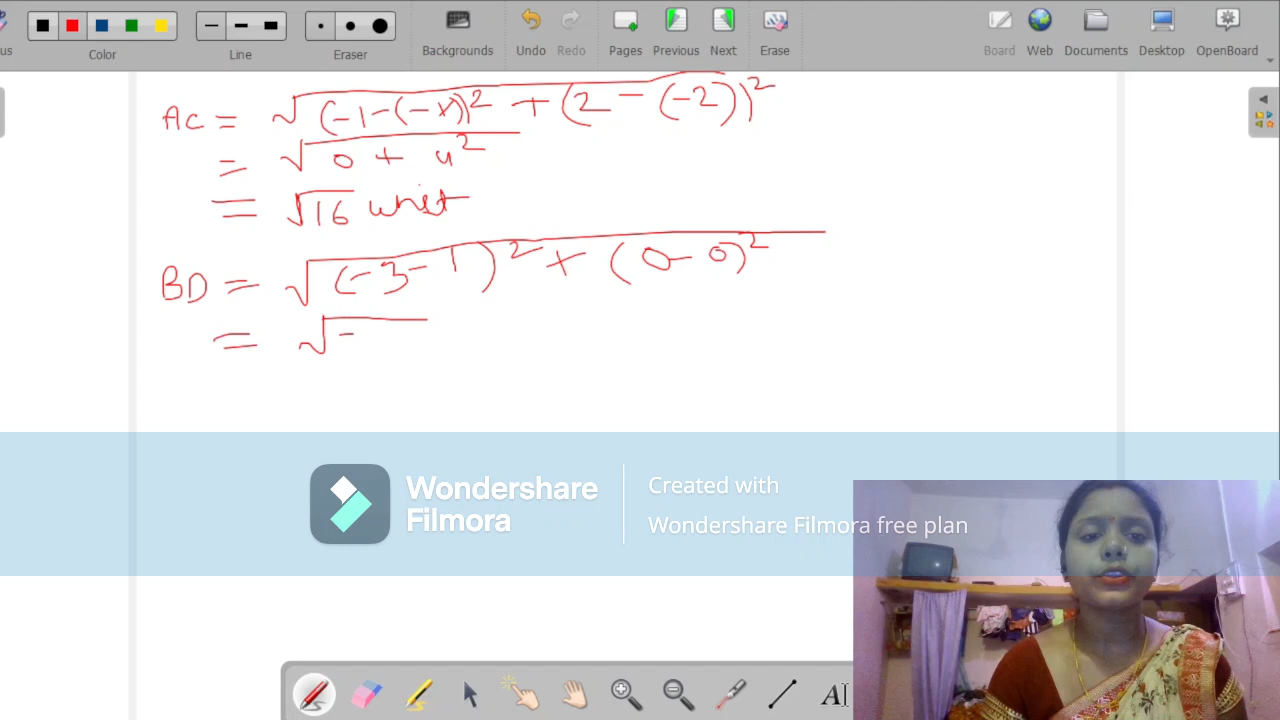 us Color Line Eraser Backgrounds Undo Redo Pages Previous Next Erase Board Web Documents Desktop OpenBoard
AC = √(-1-(-1))² + (2-(-2))²
= √0 + 4²
= √16 unist
BD = √(-3-1)² + (0-0)²
= √-
Wondershare
Filmora
Created with
Wondershare Filmora free plan
A